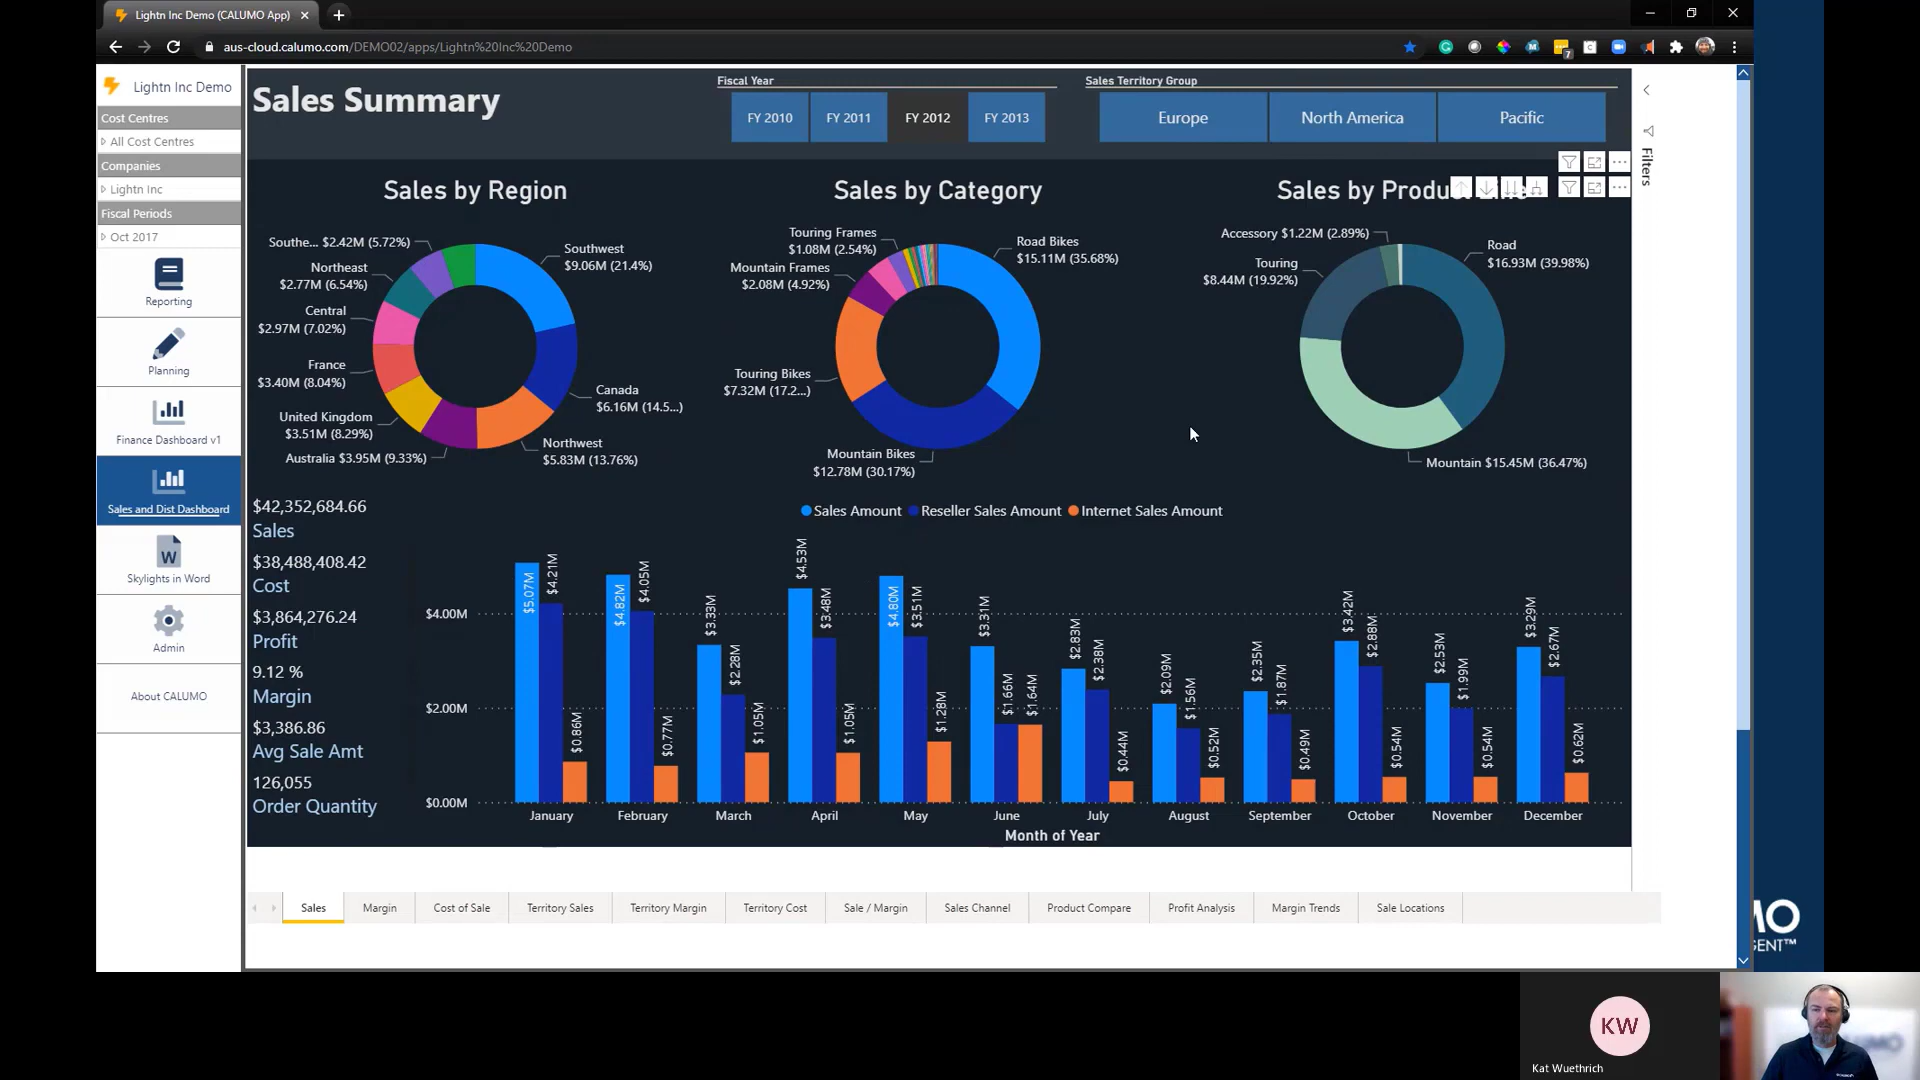 Lightn Inc Demo (CALUMO App)
aus-cloud.calumo.com/DEMO02/apps/Lightn%20Inc%20Demo
7
Lightn Inc Demo
Cost Centres
All Cost Centres
Companies
Lightn Inc
Fiscal Periods
Oct 2017
Reporting
Planning
Finance Dashboard v1
Sales and Dist Dashboard
W
Skylights in Word
Admin
About CALUMO
Sales Summary
Fiscal Year
FY 2010
FY 2011
FY 2012
FY 2013
Sales Territory Group
Europe
North America
Pacific
Filters
Sales by Region
Southe... $2.42M (5.72%)
Southwest
$9.06M (21.4%)
Northeast
$2.77M (6.54%)
Central
$2.97M (7.02%)
France
$3.40M (8.04%)
Canada
$6.16M (14.5...)
United Kingdom
$3.51M (8.29%)
Northwest
$5.83M (13.76%)
Australia $3.95M (9.33%)
Sales by Category
Touring Frames
$1.08M (2.54%)
Road Bikes
$15.11M (35.68%)
Mountain Frames
$2.08M (4.92%)
Touring Bikes
$7.32M (17.2...)
Mountain Bikes
$12.78M (30.17%)
Sales by Product Line
Accessory $1.22M (2.89%)
Road
$16.93M (39.98%)
Touring
$8.44M (19.92%)
Mountain $15.45M (36.47%)
$42,352,684.66
Sales
$38,488,408.42
Cost
$3,864,276.24
Profit
9.12 %
Margin
$3,386.86
Avg Sale Amt
126,055
Order Quantity
Sales Amount Reseller Sales Amount Internet Sales Amount
$4.00M
$2.00M
$0.00M
$5.07M
$4.21M
$0.86M
$4.82M
$4.05M
$0.77M
$3.33M
$2.28M
$1.05M
$4.53M
$3.48M
$1.05M
$4.80M
$3.51M
$1.28M
$3.31M
$1.66M
$1.64M
$2.83M
$2.38M
$0.44M
$2.09M
$1.56M
$0.52M
$2.35M
$1.87M
$0.49M
$3.42M
$2.88M
$0.54M
$2.53M
$1.99M
$0.54M
$3.29M
$2.67M
$0.62M
January February March April May June July August September October November December
Month of Year
Sales Margin Cost of Sale Territory Sales Territory Margin Territory Cost Sale / Margin Sales Channel Product Compare Profit Analysis Margin Trends Sale Locations
MO
GENT™
KW
Kat Wuethrich